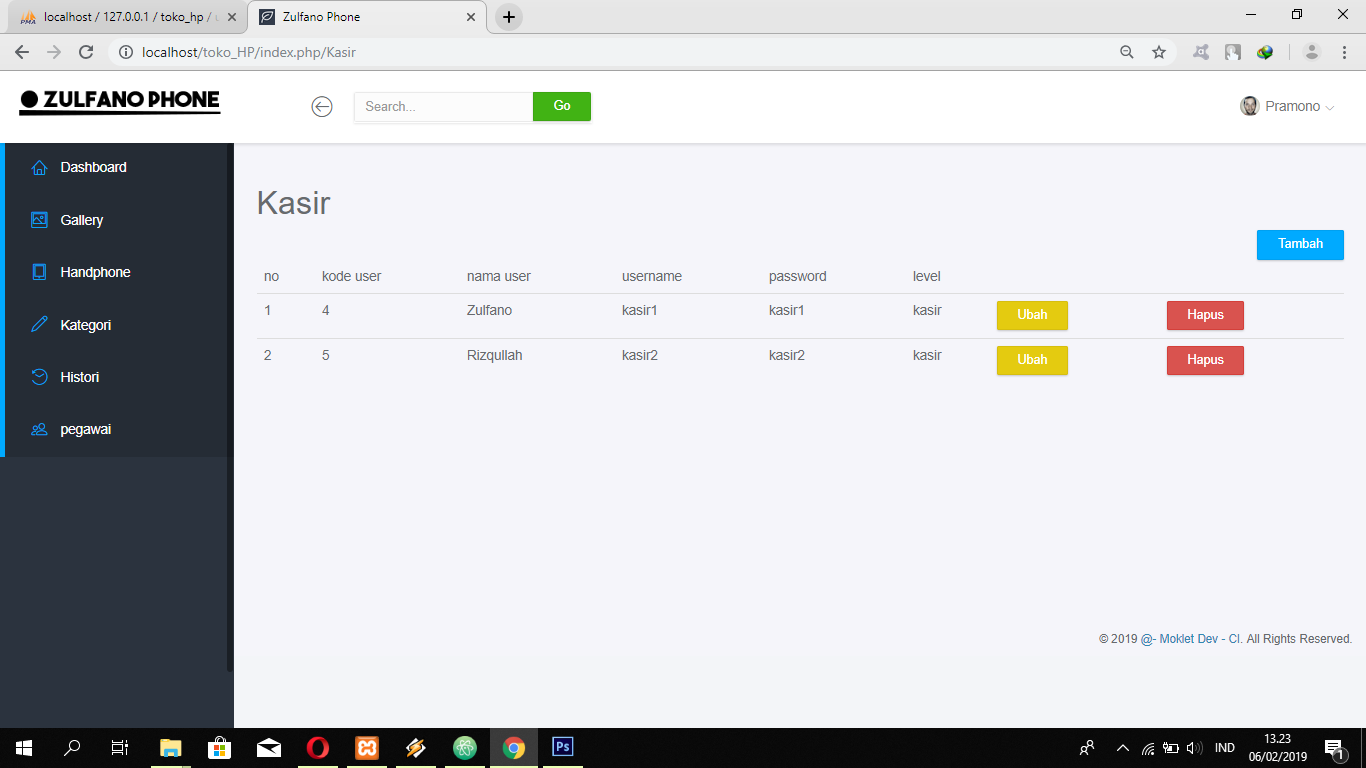 localhost / 127.0.0.1 / toko_hp /
Zulfano Phone
localhost/toko_HP/index.php/Kasir
ZULFANO PHONE
Search...
Go
Pramono
Dashboard
Gallery
Handphone
Kategori
Histori
pegawai
Kasir
Tambah
no kode user nama user username password level
1 4 Zulfano kasir1 kasir1 kasir Ubah Hapus
2 5 Rizqullah kasir2 kasir2 kasir Ubah Hapus
© 2019 @- Moklet Dev - CI. All Rights Reserved.
Ps
IND
13.23
06/02/2019
1